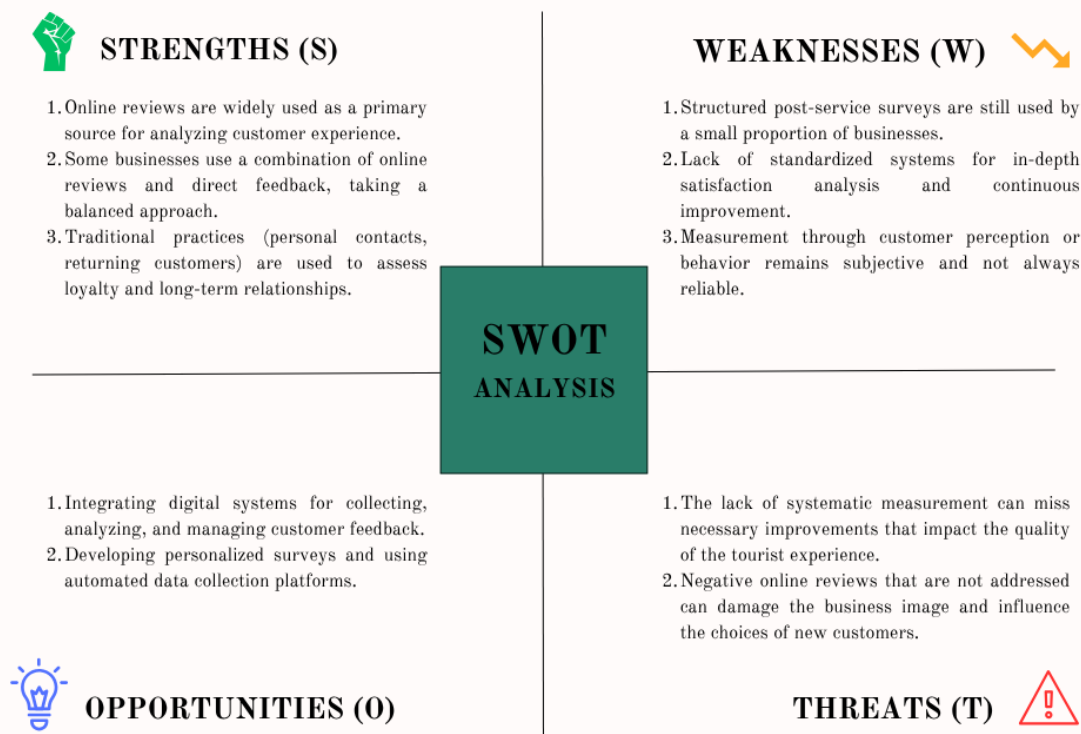 STRENGTHS (S)
1. Online reviews are widely used as a primary
source for analyzing customer experience.
2. Some businesses use a combination of online
reviews and direct feedback, taking a
balanced approach.
3. Traditional practices (personal contacts,
returning customers) are used to assess
loyalty and long-term relationships.
WEAKNESSES (W)
1. Structured post-service surveys are still used by
a small proportion of businesses.
2. Lack of standardized systems for in-depth
satisfaction analysis and continuous
improvement.
3. Measurement through customer perception or
behavior remains subjective and not always
reliable.
SWOT
ANALYSIS
1. Integrating digital systems for collecting,
analyzing, and managing customer feedback.
2. Developing personalized surveys and using
automated data collection platforms.
OPPORTUNITIES (O)
1. The lack of systematic measurement can miss
necessary improvements that impact the quality
of the tourist experience.
2. Negative online reviews that are not addressed
can damage the business image and influence
the choices of new customers.
THREATS (T)